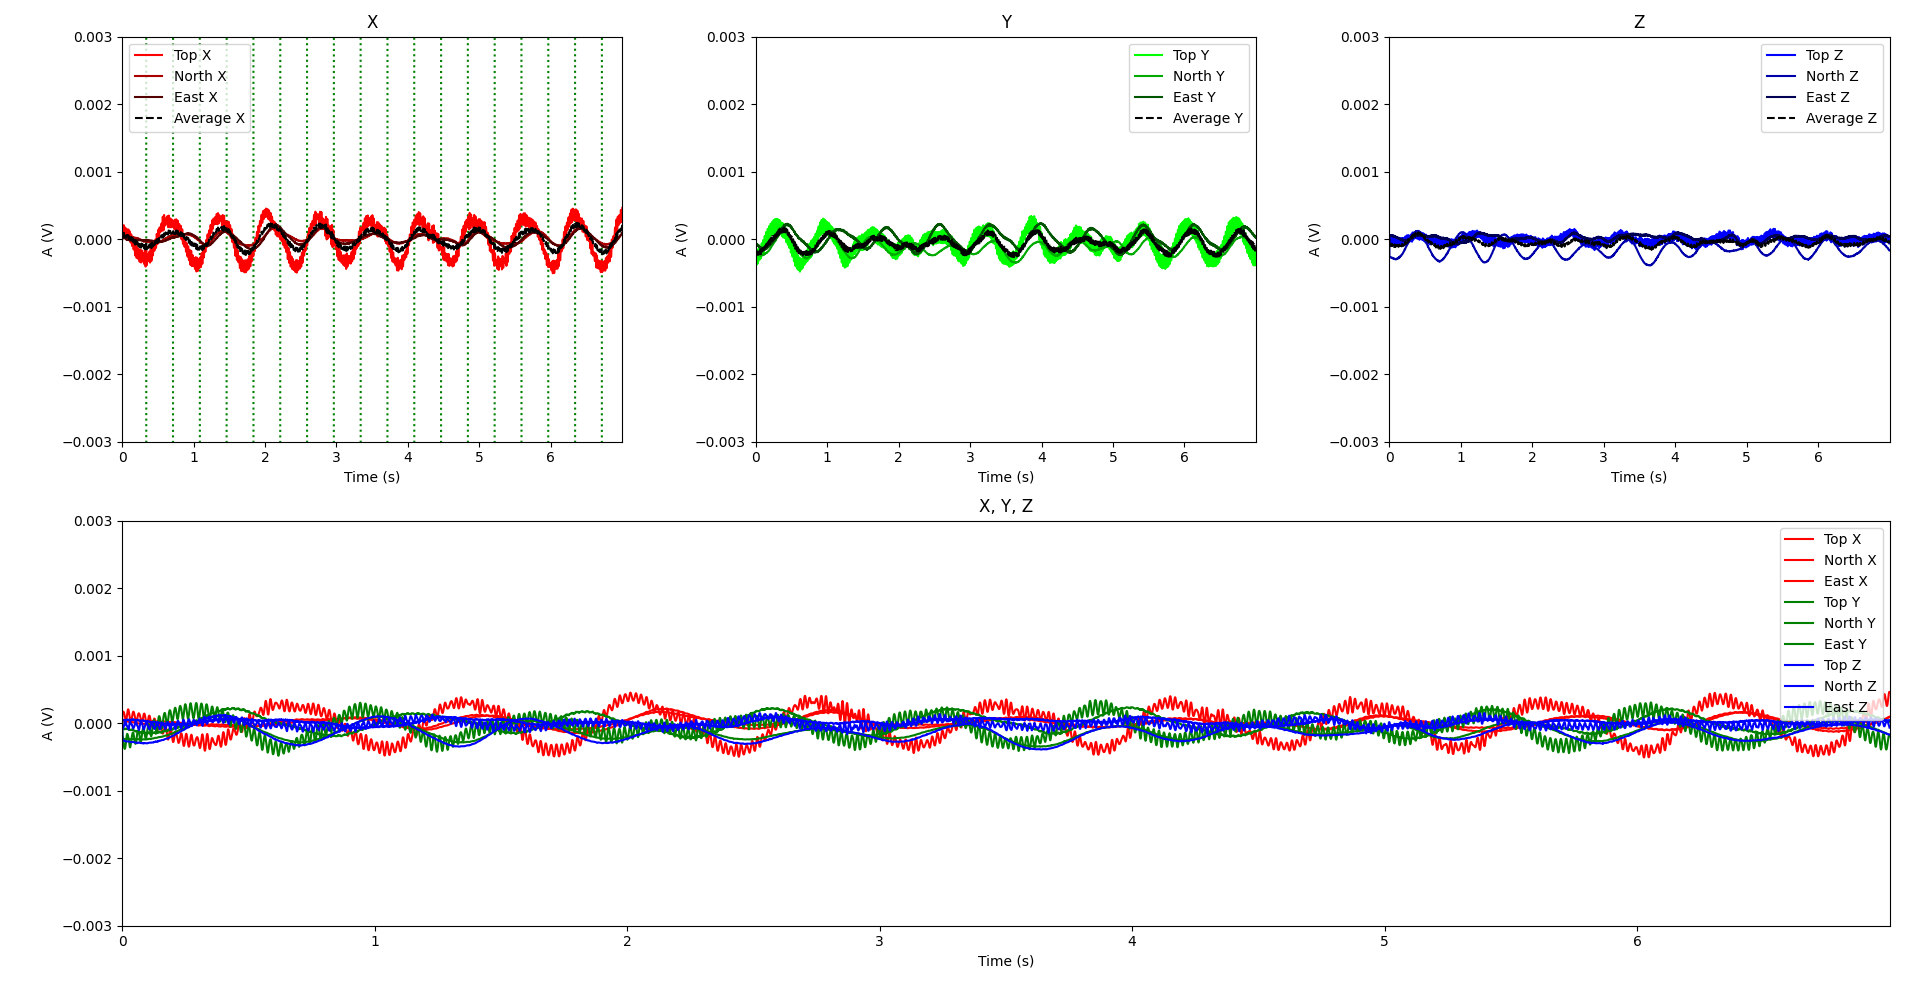 X
0.003
0.002
0.001
0.000
−0.001
−0.002
−0.003
A (V)
Top X
North X
East X
Average X
0 1 2 3 4 5 6
Time (s)
Y
0.003
0.002
0.001
0.000
−0.001
−0.002
−0.003
A (V)
Top Y
North Y
East Y
Average Y
0 1 2 3 4 5 6
Time (s)
Z
0.003
0.002
0.001
0.000
−0.001
−0.002
−0.003
A (V)
Top Z
North Z
East Z
Average Z
0 1 2 3 4 5 6
Time (s)
X, Y, Z
0.003
0.002
0.001
0.000
−0.001
−0.002
−0.003
A (V)
Top X
North X
East X
Top Y
North Y
East Y
Top Z
North Z
East Z
0 1 2 3 4 5 6
Time (s)